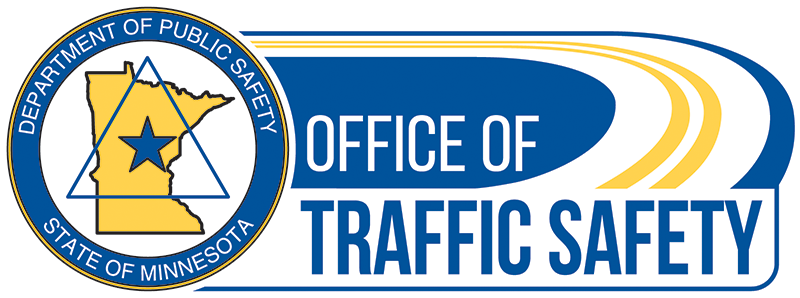 DEPARTMENT OF PUBLIC SAFETY
STATE OF MINNESOTA
OFFICE OF
TRAFFIC SAFETY